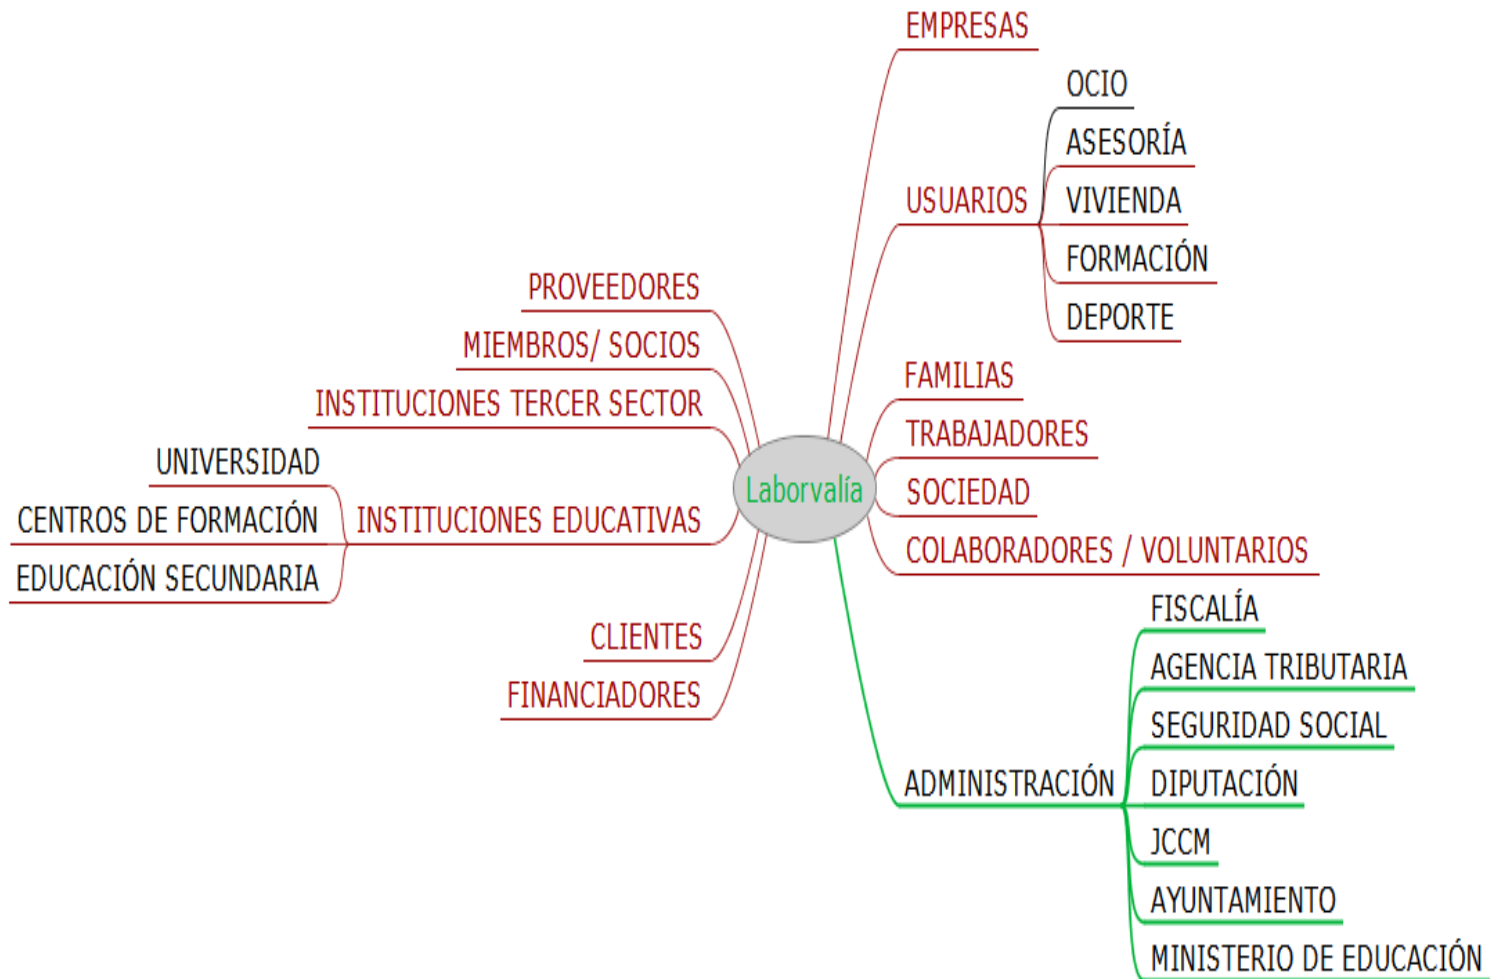 EMPRESAS
OCIO
ASESORÍA
USUARIOS
VIVIENDA
FORMACIÓN
DEPORTE
FAMILIAS
TRABAJADORES
SOCIEDAD
COLABORADORES / VOLUNTARIOS
ADMINISTRACIÓN
FISCALÍA
AGENCIA TRIBUTARIA
SEGURIDAD SOCIAL
DIPUTACIÓN
JCCM
AYUNTAMIENTO
MINISTERIO DE EDUCACIÓN
Laborvalía
PROVEEDORES
MIEMBROS/ SOCIOS
INSTITUCIONES TERCER SECTOR
INSTITUCIONES EDUCATIVAS
UNIVERSIDAD
CENTROS DE FORMACIÓN
EDUCACIÓN SECUNDARIA
CLIENTES
FINANCIADORES